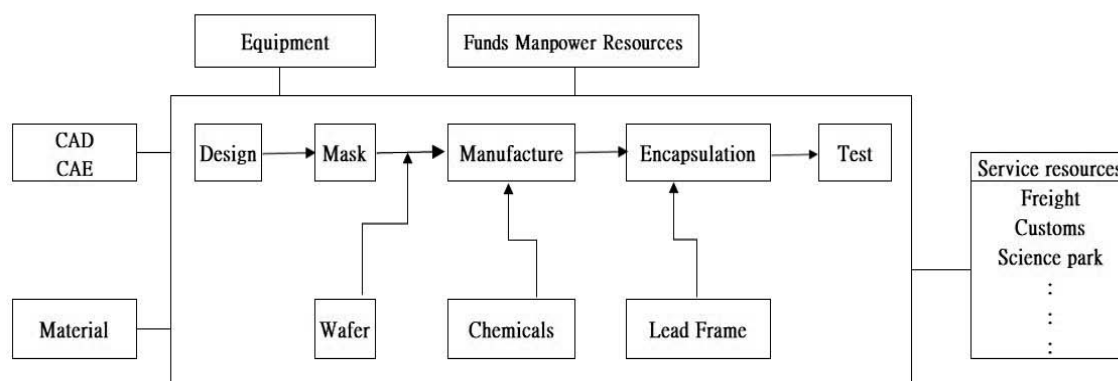 Equipment
Funds Manpower Resources
CAD
CAE
Design
Mask
Manufacture
Encapsulation
Test
Service resources
Freight
Customs
Science park
:
:
:
Material
Wafer
Chemicals
Lead Frame